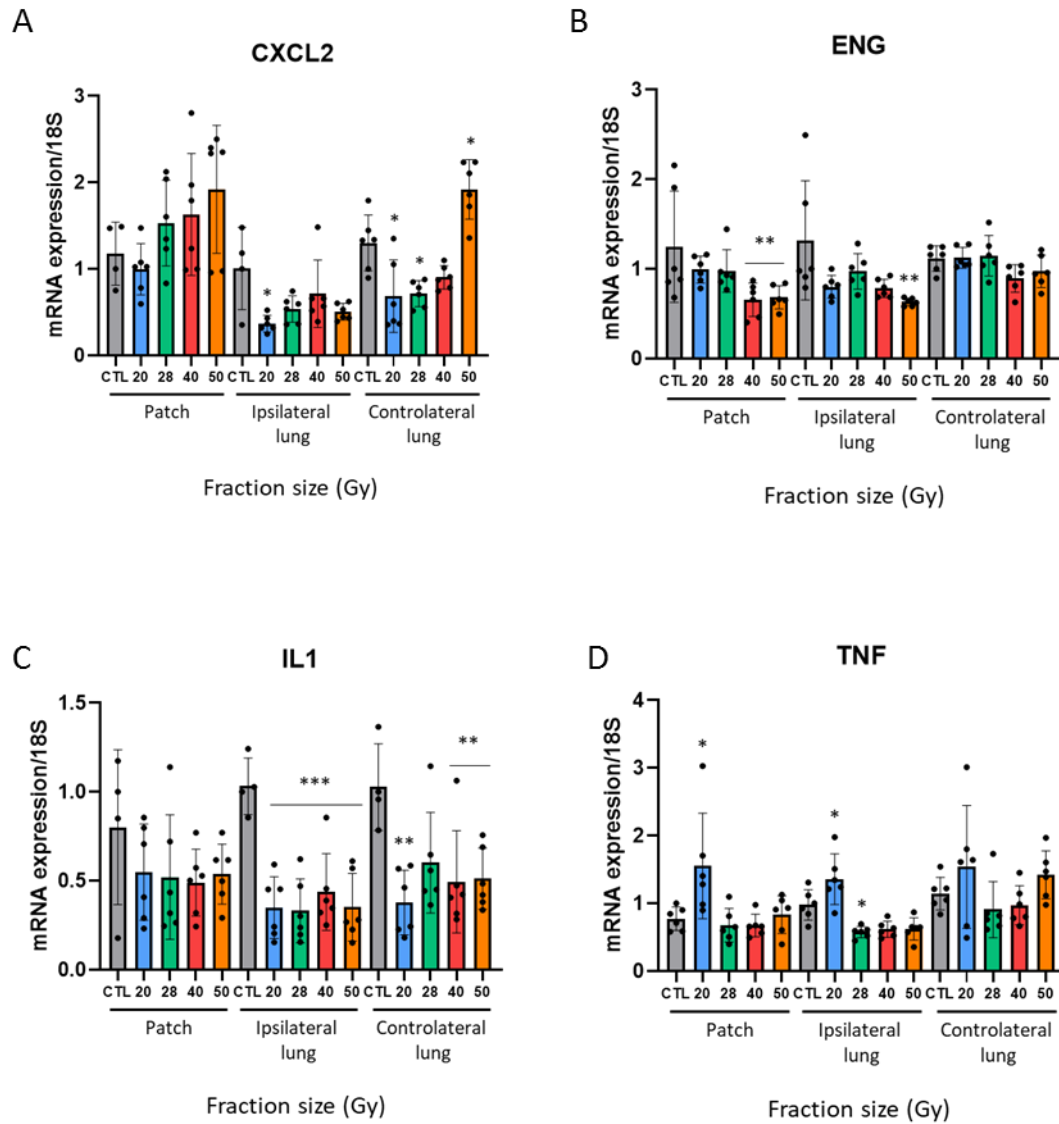 A
CXCL2
mRNA expression/18S
3
2
1
0
CTL 20 28 40 50 CTL 20 28 40 50 CTL 20 28 40 50
* * * *
Patch Ipsilateral lung Controlateral lung
Fraction size (Gy)
B
ENG
mRNA expression/18S
3
2
1
0
** **
CTL 20 28 40 50 CTL 20 28 40 50 CTL 20 28 40 50
Patch Ipsilateral lung Controlateral lung
Fraction size (Gy)
C
IL1
mRNA expression/18S
1.5
1.0
0.5
0.0
*** ** **
CTL 20 28 40 50 CTL 20 28 40 50 CTL 20 28 40 50
Patch Ipsilateral lung Controlateral lung
Fraction size (Gy)
D
TNF
mRNA expression/18S
4
3
2
1
0
* * *
CTL 20 28 40 50 CTL 20 28 40 50 CTL 20 28 40 50
Patch Ipsilateral lung Controlateral lung
Fraction size (Gy)